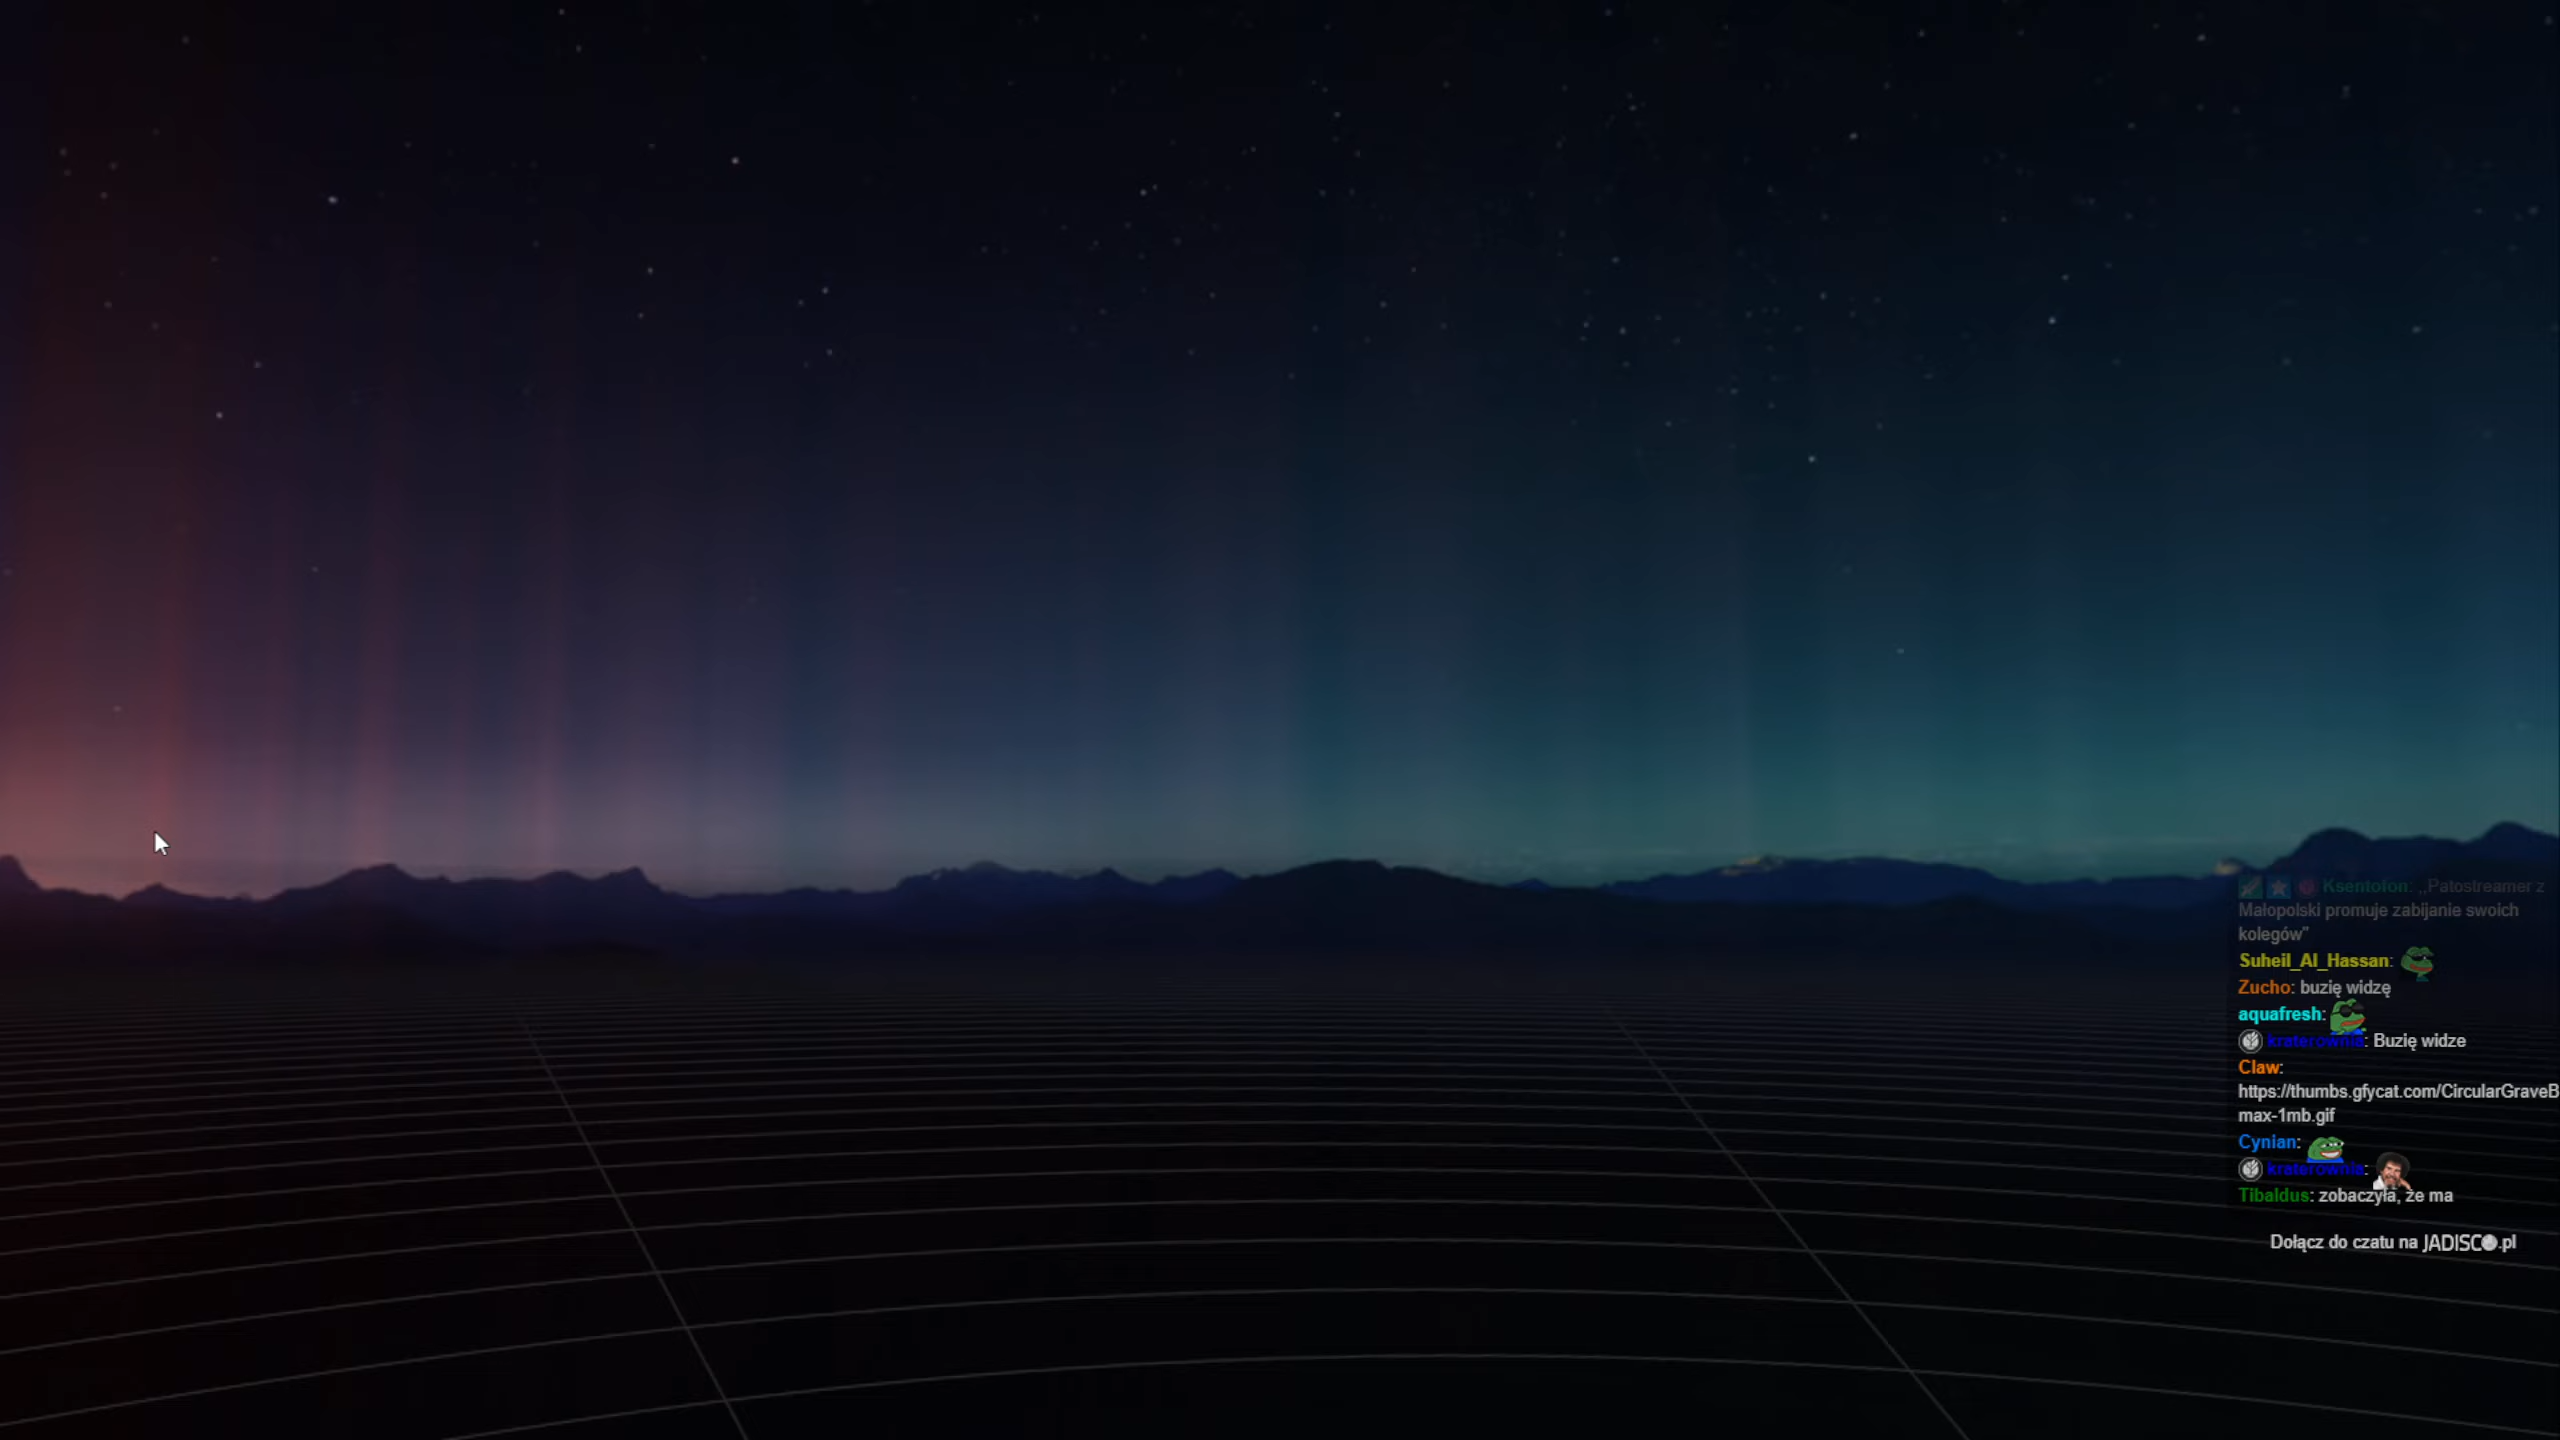 Ksentofon: ,,Patostreamer z
Małopolski promuje zabijanie swoich
kolegów"
Suheil_Al_Hassan:
Zucho: buzię widzę
aquafresh:
kraterownia: Buzię widze
Claw:
https://thumbs.gfycat.com/CircularGraveB
max-1mb.gif
Cynian:
kraterownia:
Tibaldus: zobaczyła, że ma
Dołącz do czatu na JADISCO.pl